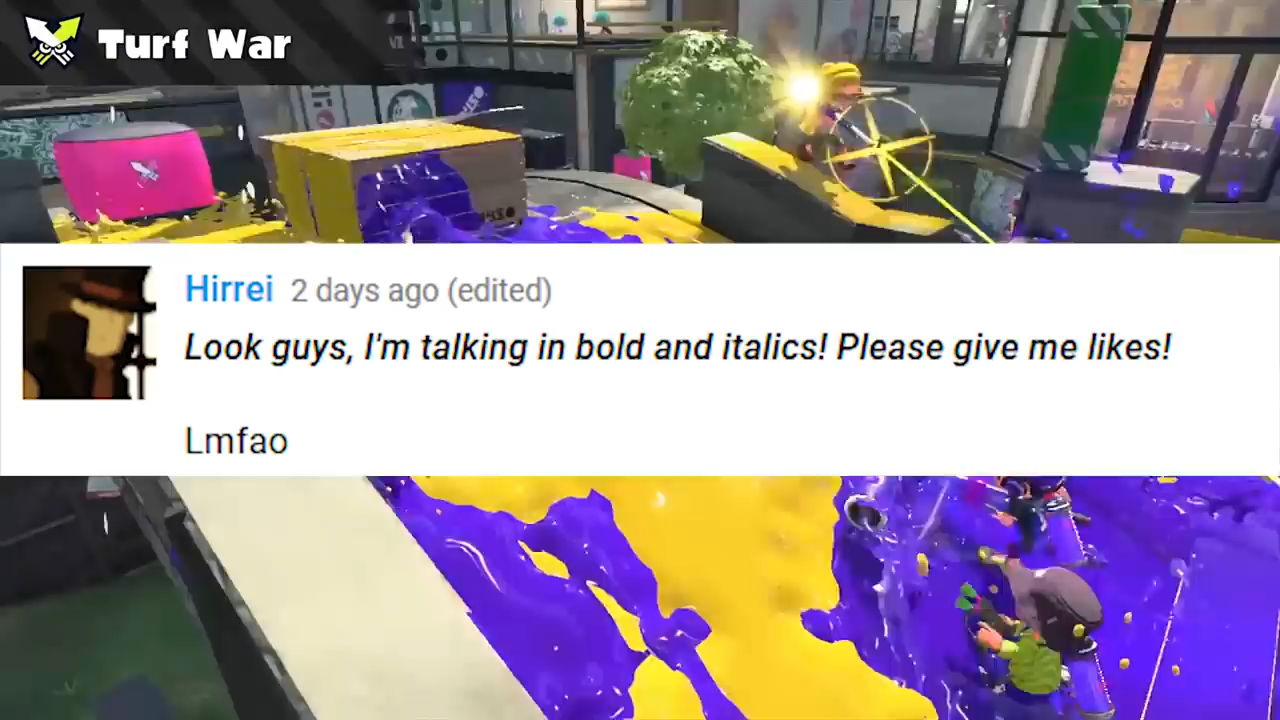 Turf War
Hirrei 2 days ago (edited)
Look guys, I'm talking in bold and italics! Please give me likes!
Lmfao